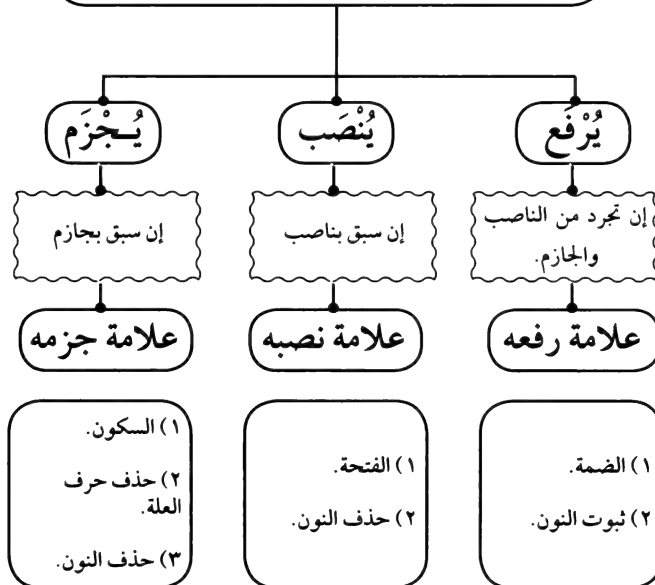 يُرْفَع
يُنْصَب
يُـجْزَم
إن تجرد من الناصب
والجازم.
إن سبق بناصب
إن سبق بجازم
علامة رفعه
علامة نصبه
علامة جزمه
١) الضمة.
٢) ثبوت النون.
١) الفتحة.
٢) حذف النون.
١) السكون.
٢) حذف حرف
العلة.
٣) حذف النون.